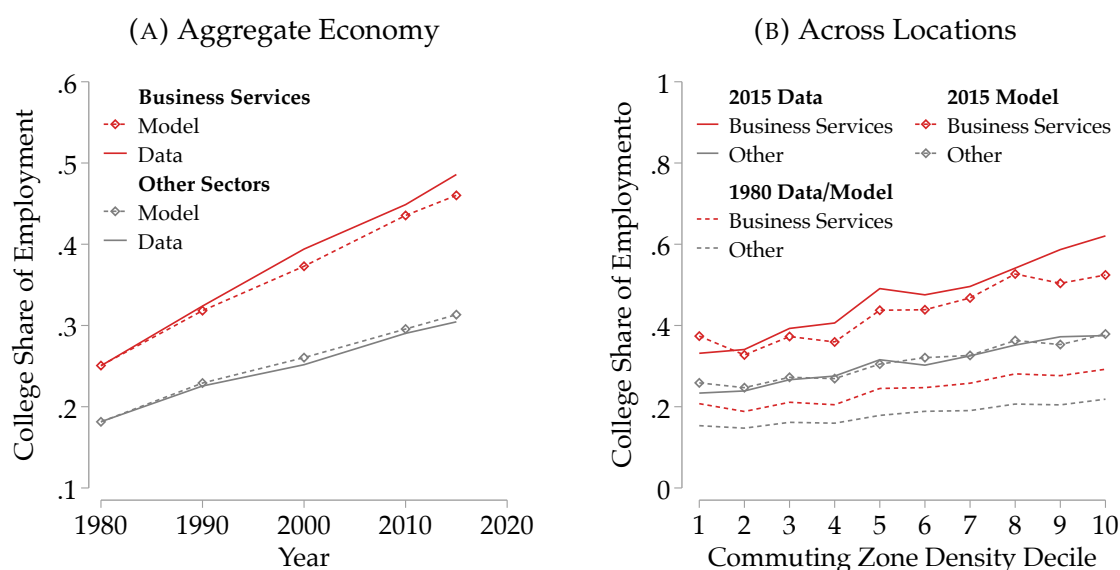 (A) Aggregate Economy
College Share of Employment
.6
.5
.4
.3
.2
.1
Business Services
Model
Data
Other Sectors
Model
Data
1980 1990 2000 2010 2020
Year
(B) Across Locations
College Share of Employmento
1
.8
.6
.4
.2
0
2015 Data
Business Services
Other
2015 Model
Business Services
Other
1980 Data/Model
Business Services
Other
1 2 3 4 5 6 7 8 9 10
Commuting Zone Density Decile